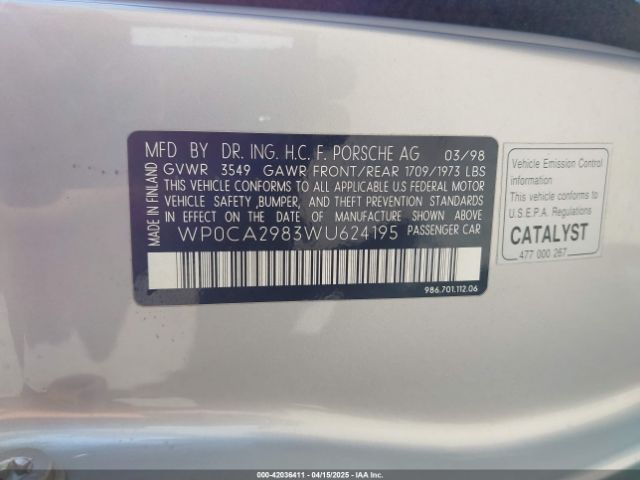 MFD BY DR. ING. H.C. F. PORSCHE AG 03/98
GVWR 3549 GAWR FRONT/REAR 1709/1973 LBS
THIS VEHICLE CONFORMS TO ALL APPLICABLE US FEDERAL MOTOR
VEHICLE SAFETY,BUMPER, AND THEFT PREVENTION STANDARDS
IN EFFECT ON THE DATE OF MANUFACTURE SHOWN ABOVE.
WP0CA2983WU624195 PASSENGER CAR
MADE IN FINLAND
986.701.112.06
Vehicle Emission Control
Information
This vehicle conforms to
U.S.E.P.A. Regulations
CATALYST
477 000 267
000-42036411 - 04/15/2025 - IAAI, Inc.